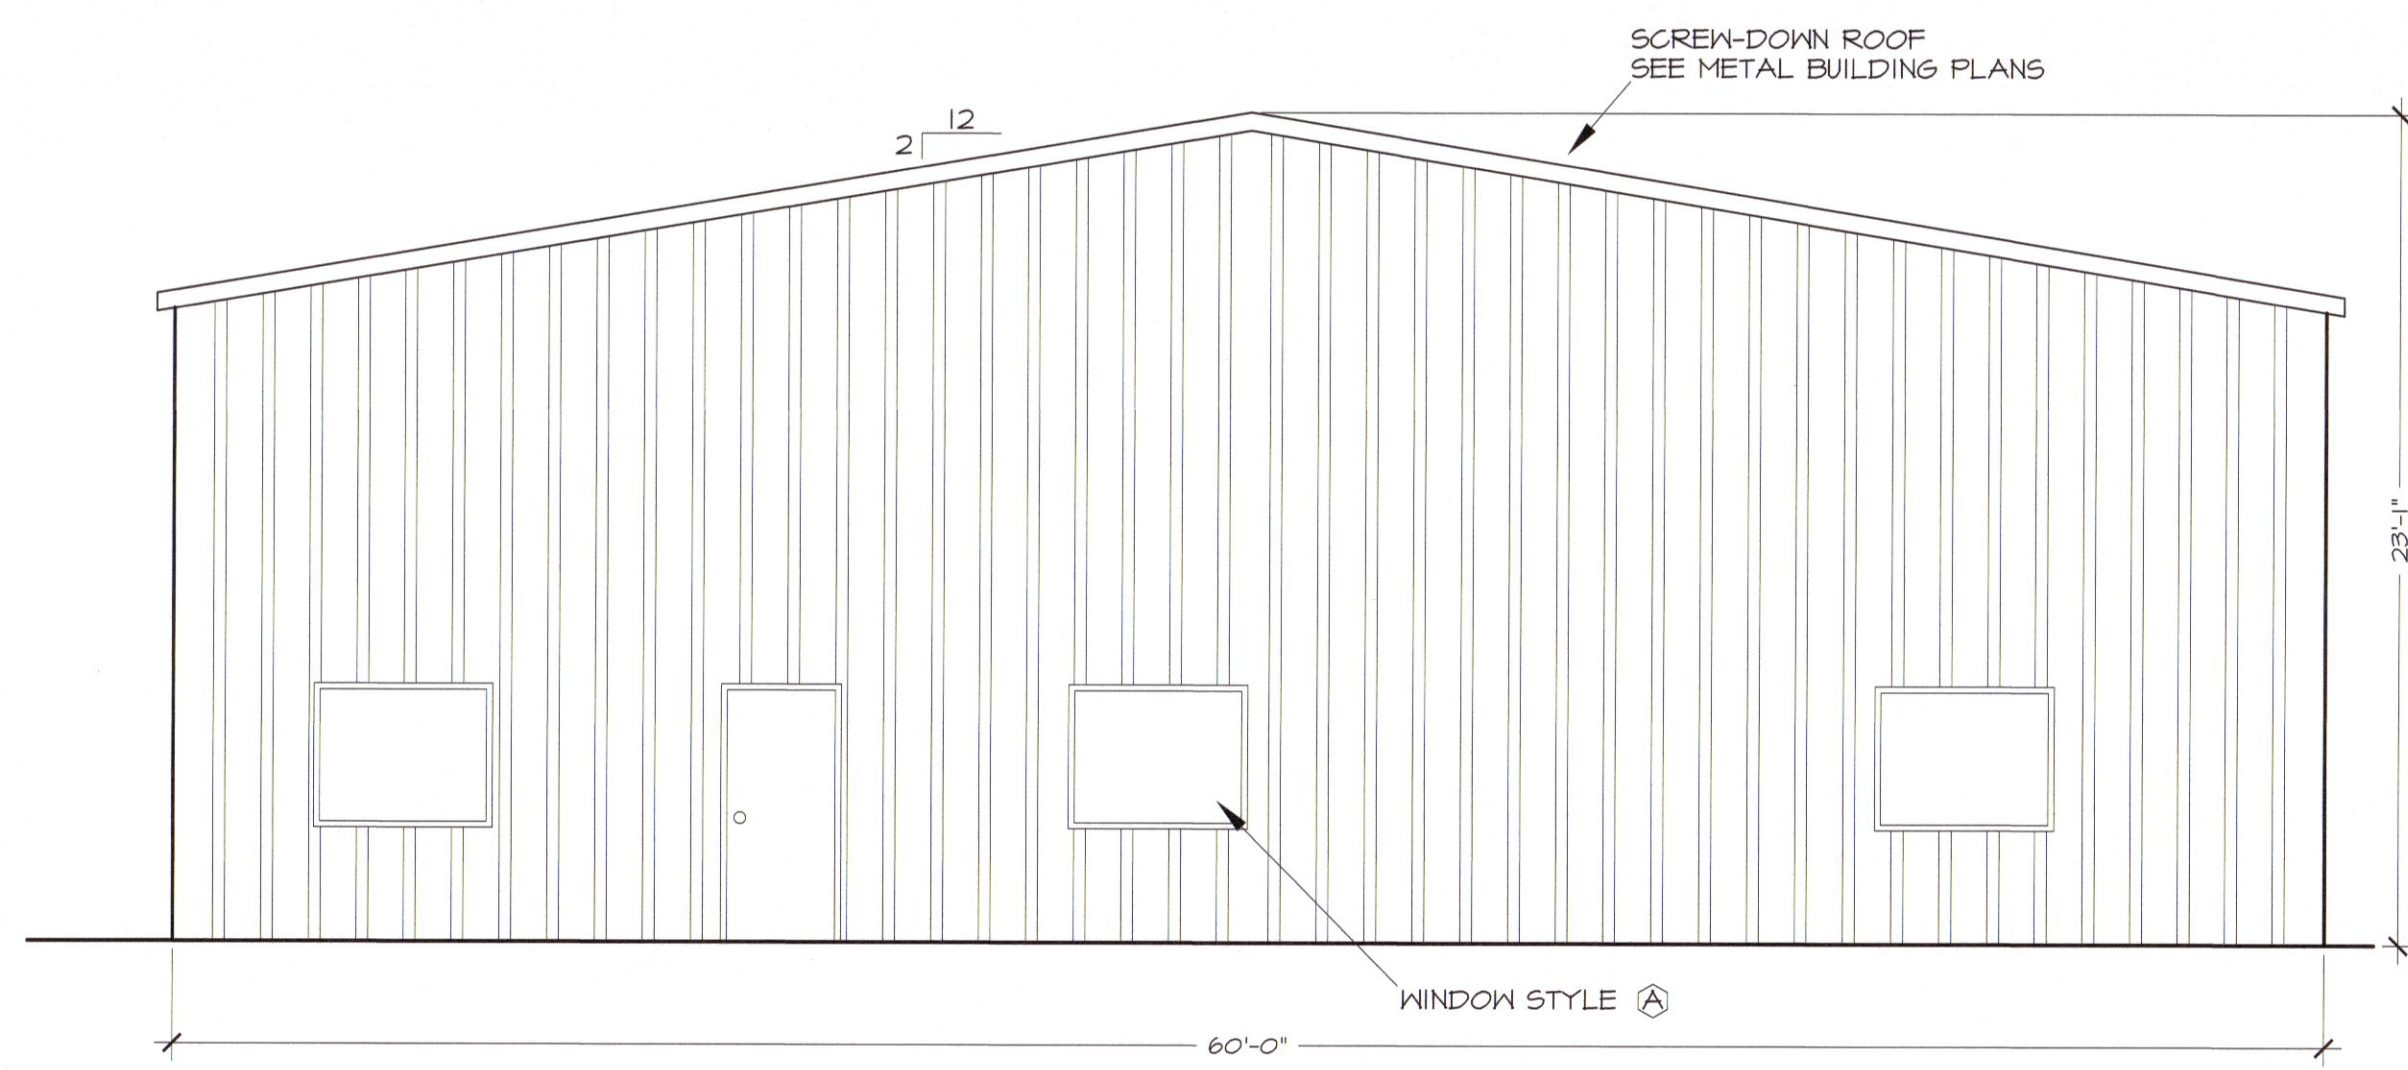 SCREW-DOWN ROOF
SEE METAL BUILDING PLANS
12
2
23'-1"
WINDOW STYLE A
60'-0"